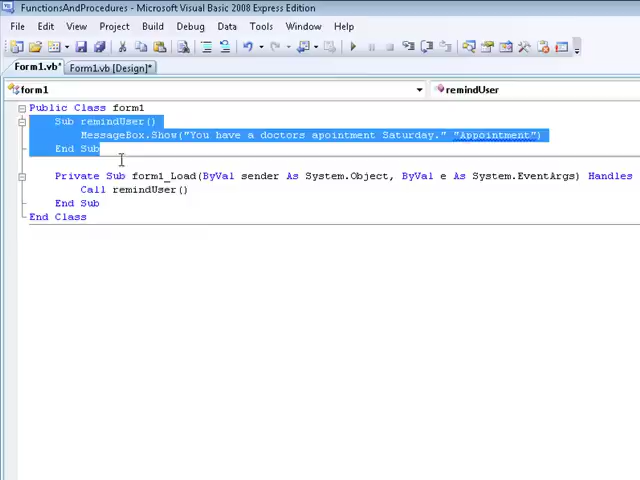 FunctionsAndProcedures - Microsoft Visual Basic 2008 Express Edition
File Edit View Project Build Debug Data Tools Window Help
Form1.vb* Form1.vb [Design]*
form1 remindUser
Public Class form1
Sub remindUser()
MessageBox.Show("You have a doctors apointment Saturday." "Appointment")
End Sub
Private Sub form1_Load(ByVal sender As System.Object, ByVal e As System.EventArgs) Handles
Call remindUser()
End Sub
End Class